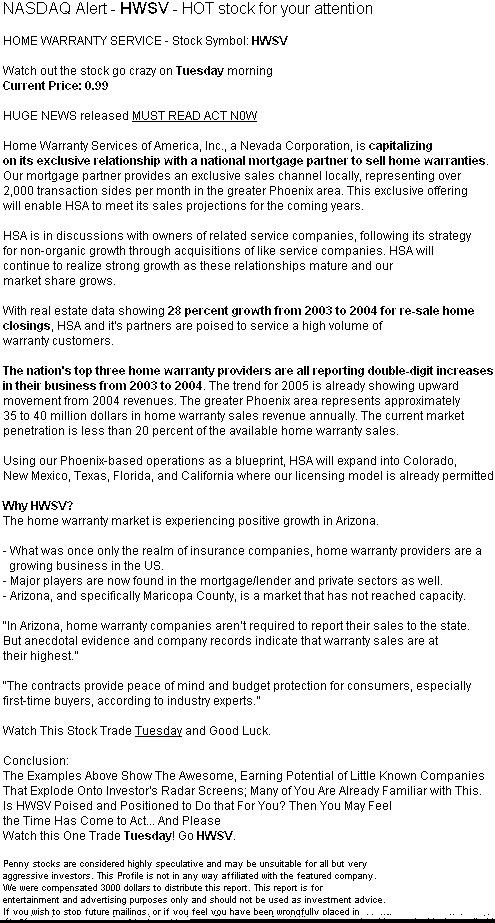 NASDAQ Alert - HWSV - HOT stock for your attention
HOME WARRANTY SERVICE - Stock Symbol: HWSV
Watch out the stock go crazy on Tuesday morning
Current Price: 0.99
HUGE NEWS released MUST READ ACT N0W
Home Warranty Services of America, Inc., a Nevada Corporation, is capitalizing
on its exclusive relationship with a national mortgage partner to sell home warranties.
Our mortgage partner provides an exclusive sales channel locally, representing over
2,000 transaction sides per month in the greater Phoenix area. This exclusive offering
will enable HSA to meet its sales projections for the coming years.
HSA is in discussions with owners of related service companies, following its strategy
for non-organic growth through acquisitions of like service companies. HSA will
continue to realize strong growth as these relationships mature and our
market share grows.
With real estate data showing 28 percent growth from 2003 to 2004 for re-sale home
closings, HSA and it's partners are poised to service a high volume of
warranty customers.
The nation's top three home warranty providers are all reporting double-digit increases
in their business from 2003 to 2004. The trend for 2005 is already showing upward
movement from 2004 revenues. The greater Phoenix area represents approximately
35 to 40 million dollars in home warranty sales revenue annually. The current market
penetration is less than 20 percent of the available home warranty sales.
Using our Phoenix-based operations as a blueprint, HSA will expand into Colorado,
New Mexico, Texas, Florida, and California where our licensing model is already permitted
Why HWSV?
The home warranty market is experiencing positive growth in Arizona.
- What was once only the realm of insurance companies, home warranty providers are a
growing business in the US.
- Major players are now found in the mortgage/lender and private sectors as well.
- Arizona, and specifically Maricopa County, is a market that has not reached capacity.
"In Arizona, home warranty companies aren't required to report their sales to the state.
But anecdotal evidence and company records indicate that warranty sales are at
their highest."
"The contracts provide peace of mind and budget protection for consumers, especially
first-time buyers, according to industry experts."
Watch This Stock Trade Tuesday and Good Luck.
Conclusion:
The Examples Above Show The Awesome, Earning Potential of Little Known Companies
That Explode Onto Investor's Radar Screens; Many of You Are Already Familiar with This.
Is HWSV Poised and Positioned to Do that For You? Then You May Feel
the Time Has Come to Act... And Please
Watch this One Trade Tuesday! Go HWSV.
Penny stocks are considered highly speculative and may be unsuitable for all but very
aggressive investors. This Profile is not in any way affiliated with the featured company.
We were compensated 3000 dollars to distribute this report. This report is for
entertainment and advertising purposes only and should not be used as investment advice.
If you wish to stop future mailings, or if you feel you have been wrongfully placed in